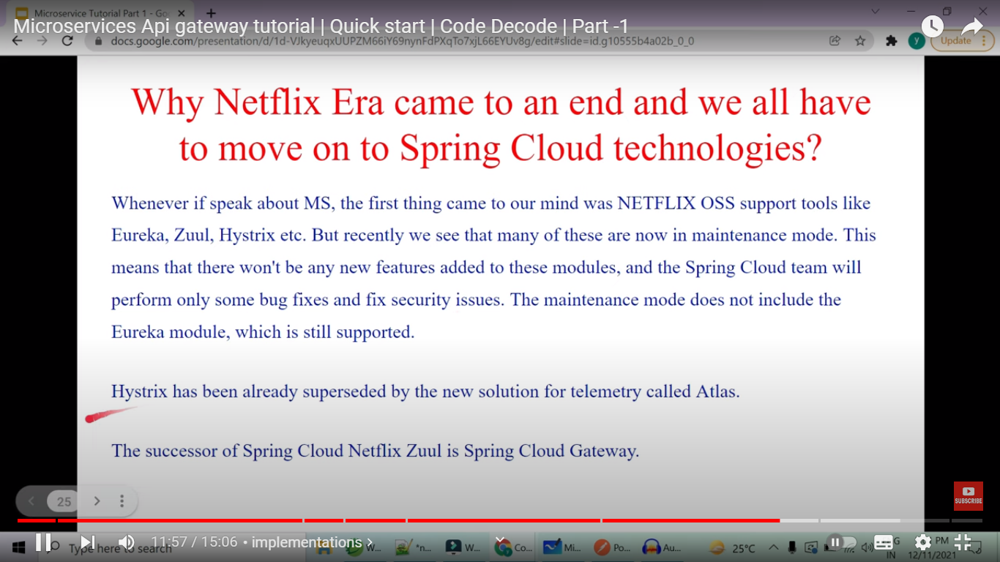 Microservice Tutorial Part 1 - Go
Microservices Api gateway tutorial | Quick start | Code Decode | Part -1
docs.google.com/presentation/d/1d-VJkyeuqxUUPZM66iY69nynFdPXqTo7xjL66EYUv8g/edit#slide=id.g10555b4a02b_0_0
y
Update
Why Netflix Era came to an end and we all have
to move on to Spring Cloud technologies?
Whenever if speak about MS, the first thing came to our mind was NETFLIX OSS support tools like
Eureka, Zuul, Hystrix etc. But recently we see that many of these are now in maintenance mode. This
means that there won't be any new features added to these modules, and the Spring Cloud team will
perform only some bug fixes and fix security issues. The maintenance mode does not include the
Eureka module, which is still supported.
Hystrix has been already superseded by the new solution for telemetry called Atlas.
The successor of Spring Cloud Netflix Zuul is Spring Cloud Gateway.
25
SUBSCRIBE
11:57 / 15:06 • implementations
Type here to search
W...
*n...
W...
Co...
Mi...
Po...
Au...
25°C
IN
PM
12/11/2021